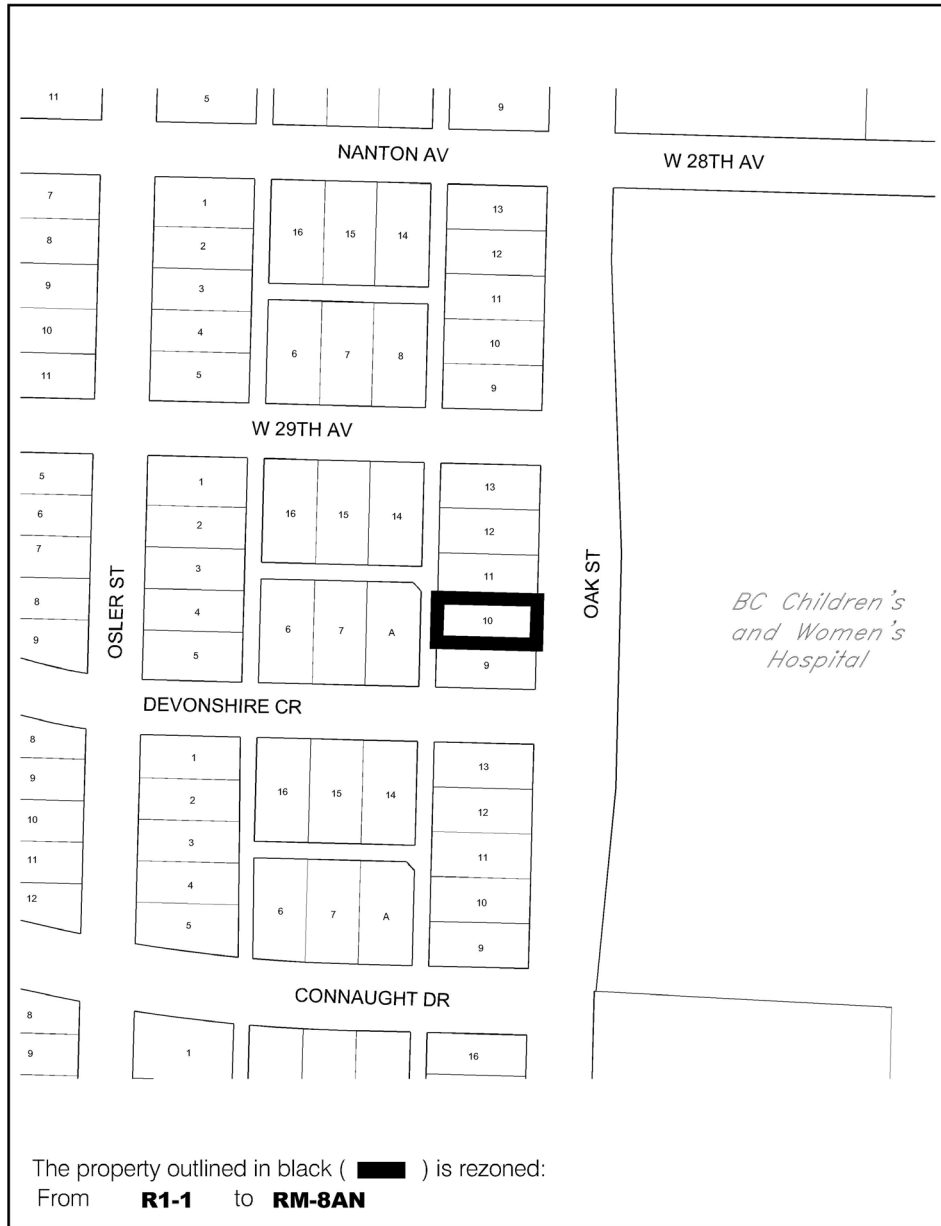 11
5
9
NANTON AV
W 28TH AV
7
8
9
10
11
1
2
3
4
5
16 15 14
6 7 8
13
12
11
10
9
W 29TH AV
5
6
7
8
9
OSLER ST
1
2
3
4
5
16 15 14
6 7 A
13
12
11
10
9
OAK ST
BC Children's
and Women's
Hospital
DEVONSHIRE CR
8
9
10
11
12
1
2
3
4
5
16 15 14
6 7 A
13
12
11
10
9
CONNAUGHT DR
8
9
1
16
The property outlined in black ( ) is rezoned:
From R1-1 to RM-8AN